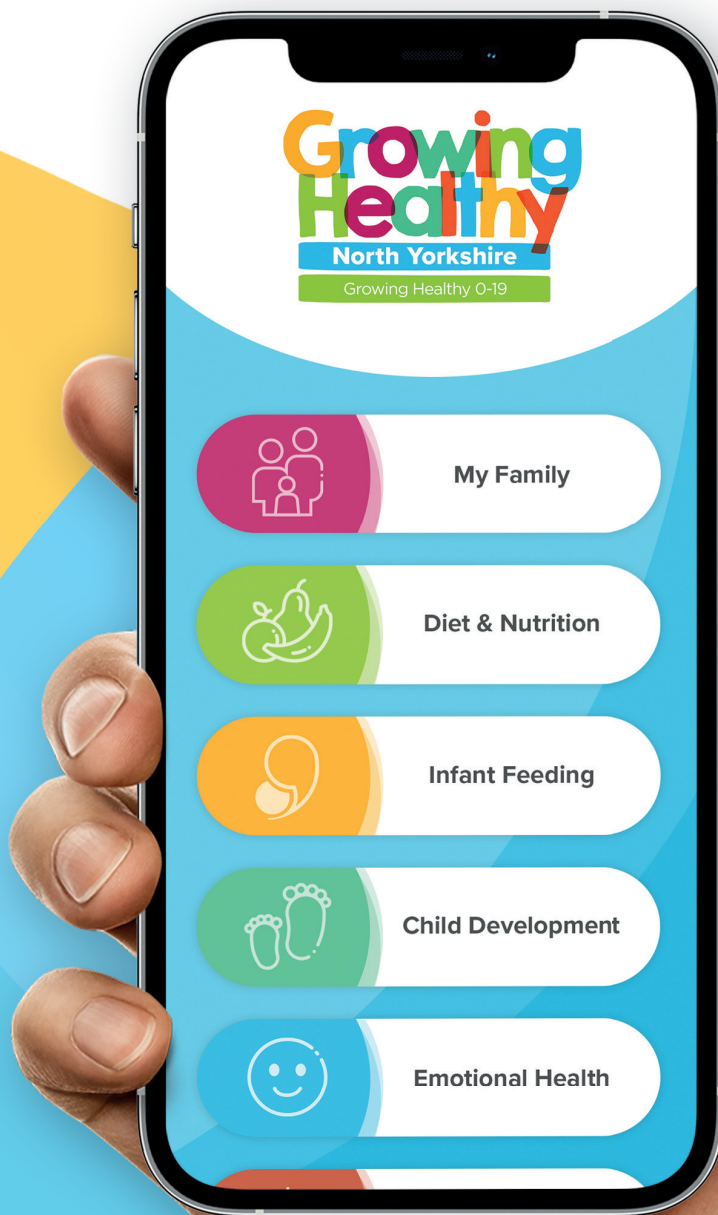 Growing
Healthy
North Yorkshire
Growing Healthy 0-19
My Family
Diet & Nutrition
Infant Feeding
Child Development
Emotional Health